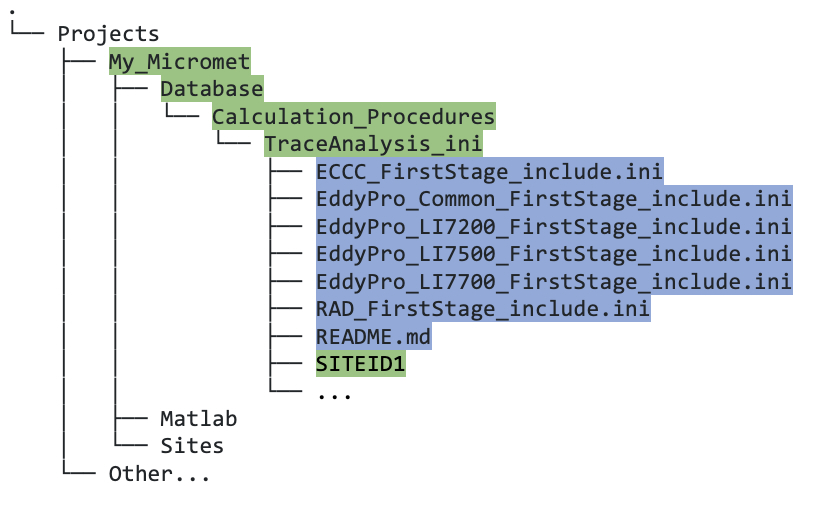 .
└── Projects
    ├── My_Micromet
    │   ├── Database
    │   │   └── Calculation_Procedures
    │   │       └── TraceAnalysis_ini
    │   │           ├── ECCC_FirstStage_include.ini
    │   │           ├── EddyPro_Common_FirstStage_include.ini
    │   │           ├── EddyPro_LI7200_FirstStage_include.ini
    │   │           ├── EddyPro_LI7500_FirstStage_include.ini
    │   │           ├── EddyPro_LI7700_FirstStage_include.ini
    │   │           ├── RAD_FirstStage_include.ini
    │   │           ├── README.md
    │   │           ├── SITEID1
    │   │           └── ...
    │   ├── Matlab
    │   └── Sites
    └── Other...